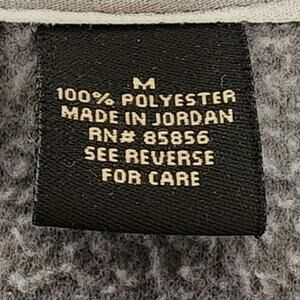 M
100% POLYESTER
MADE IN JORDAN
RN# 85856
SEE REVERSE
FOR CARE